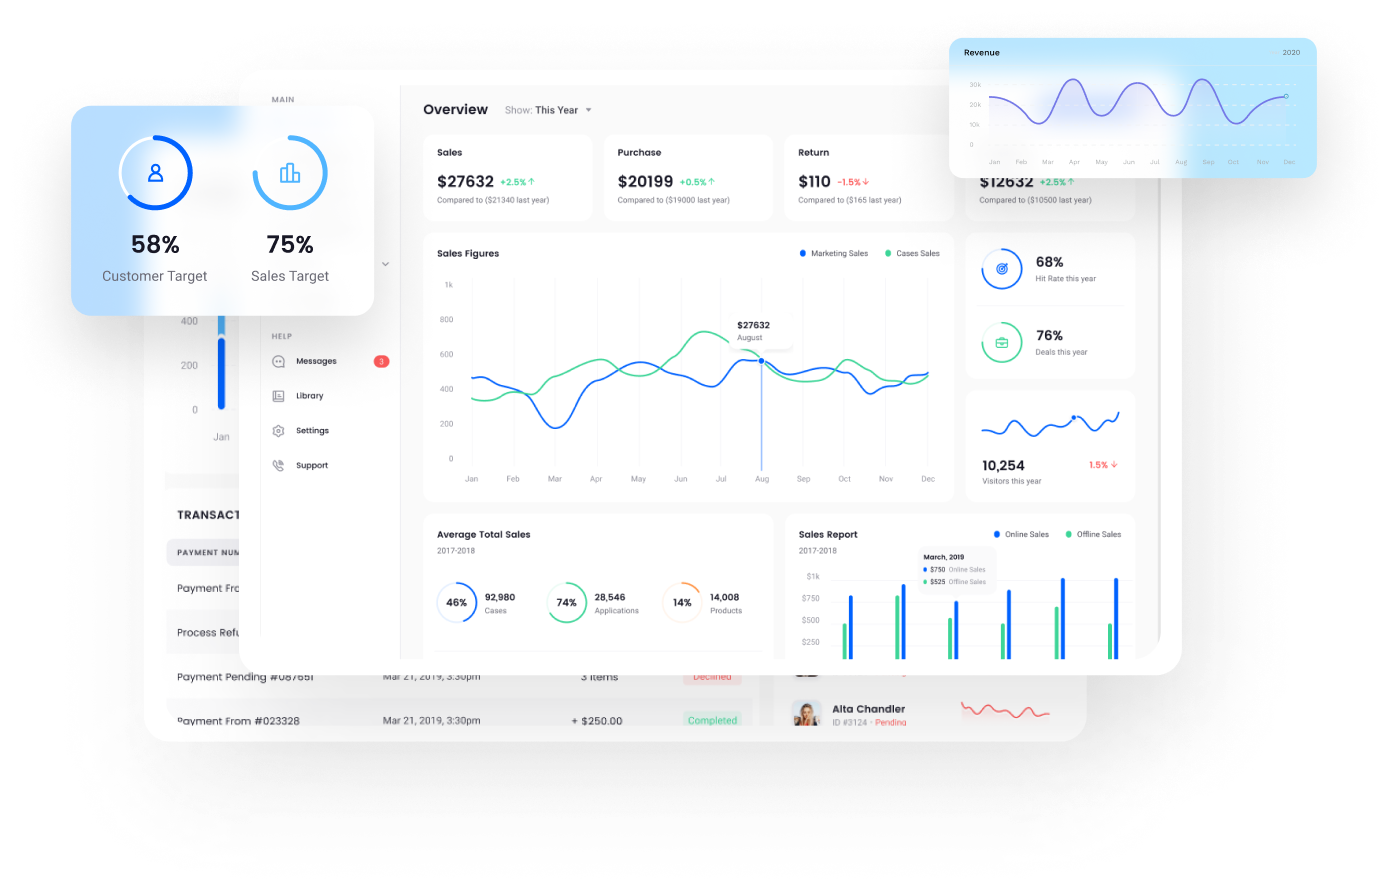 Revenue
2020
30k
20k
10k
0
Jan Feb Mar Apr May Jun Jul Aug Sep Oct Nov Dec
58%
Customer Target
75%
Sales Target
400
200
0
Jan
MAIN
HELP
Messages 3
Library
Settings
Support
Overview Show: This Year
Sales
$27632 +2.5%↑
Compared to ($21340 last year)
Purchase
$20199 +0.5%↑
Compared to ($19000 last year)
Return
$110 -1.5%↓
Compared to ($165 last year)
$12632 +2.5%↑
Compared to ($10500 last year)
Sales Figures
Marketing Sales Cases Sales
1k
800
600
400
200
0
$27632
August
Jan Feb Mar Apr May Jun Jul Aug Sep Oct Nov Dec
68%
Hit Rate this year
76%
Deals this year
10,254 1.5%↓
Visitors this year
Average Total Sales
2017-2018
46% 92,980
Cases
74% 28,546
Applications
14% 14,008
Products
Sales Report
2017-2018
Online Sales Offline Sales
March, 2019
$750 Online Sales
$525 Offline Sales
$1k
$750
$500
$250
TRANSACT
PAYMENT NUM
Payment Fro
Process Refu
Payment Pending #087651 Mar 21, 2019, 3:30pm 3 Items Declined
Payment From #023328 Mar 21, 2019, 3:30pm + $250.00 Completed
Alta Chandler
ID #3124 · Pending